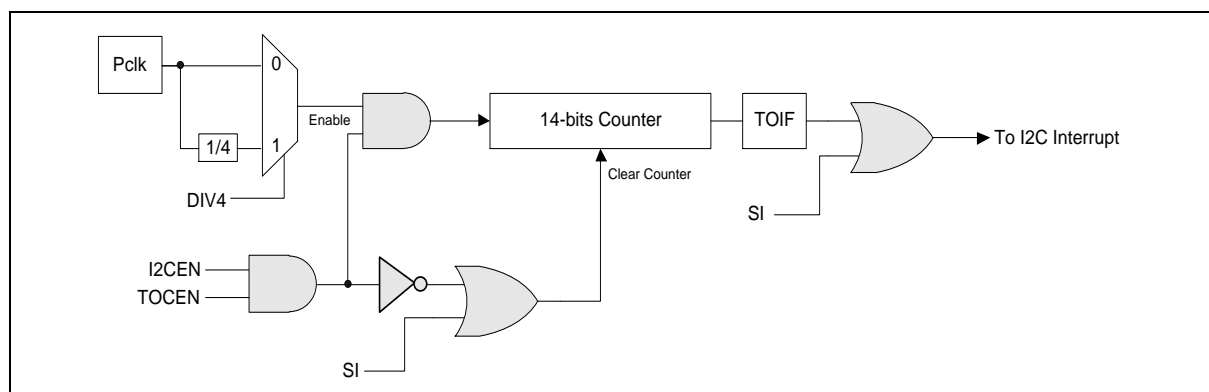 Pclk
0
1/4
1
Enable
DIV4
14-bits Counter
Clear Counter
TOIF
SI
To I2C Interrupt
I2CEN
TOCEN
SI